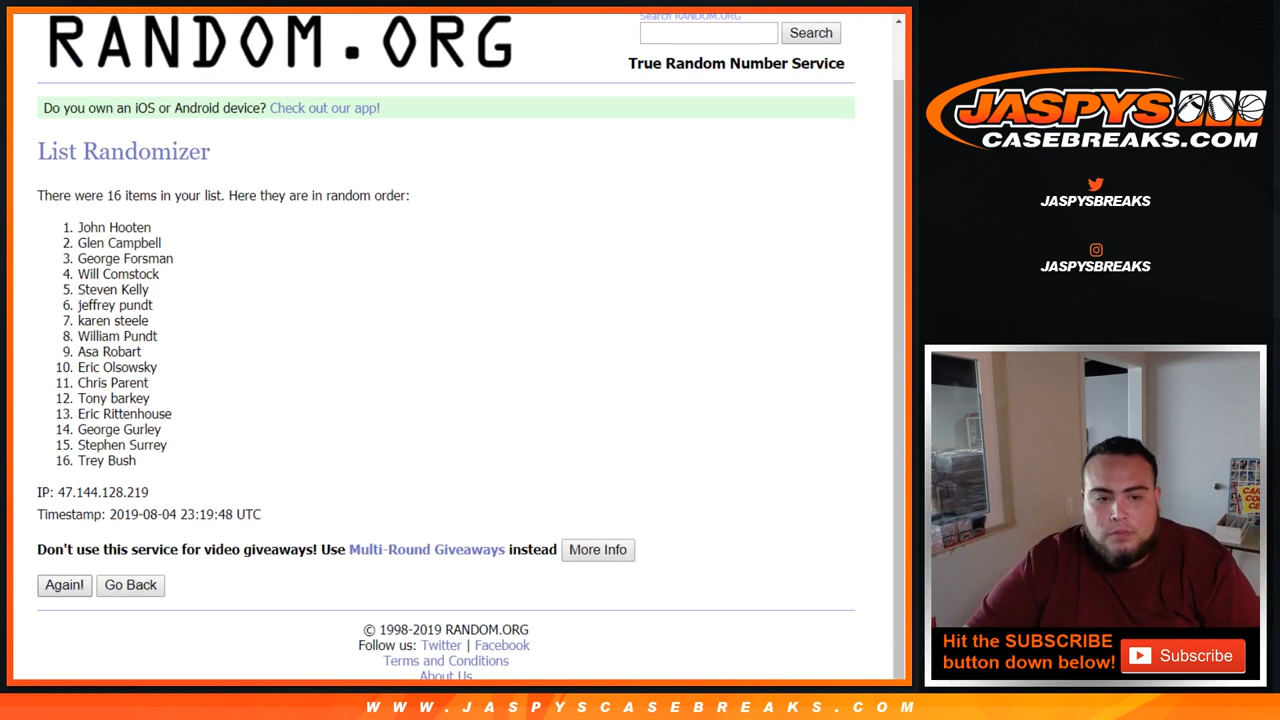 RANDOM.ORG
Search RANDOM.ORG
Search
True Random Number Service
Do you own an iOS or Android device? Check out our app!
List Randomizer
There were 16 items in your list. Here they are in random order:
1. John Hooten
2. Glen Campbell
3. George Forsman
4. Will Comstock
5. Steven Kelly
6. jeffrey pundt
7. karen steele
8. William Pundt
9. Asa Robart
10. Eric Olsowsky
11. Chris Parent
12. Tony barkey
13. Eric Rittenhouse
14. George Gurley
15. Stephen Surrey
16. Trey Bush
IP: 47.144.128.219
Timestamp: 2019-08-04 23:19:48 UTC
Don't use this service for video giveaways! Use Multi-Round Giveaways instead More Info
Again! Go Back
© 1998-2019 RANDOM.ORG
Follow us: Twitter | Facebook
Terms and Conditions
About Us
JASPYS
CASEBREAKS.COM
JASPYSBREAKS
JASPYSBREAKS
Hit the SUBSCRIBE
button down below!
Subscribe
WWW.JASPYSCASEBREAKS.COM